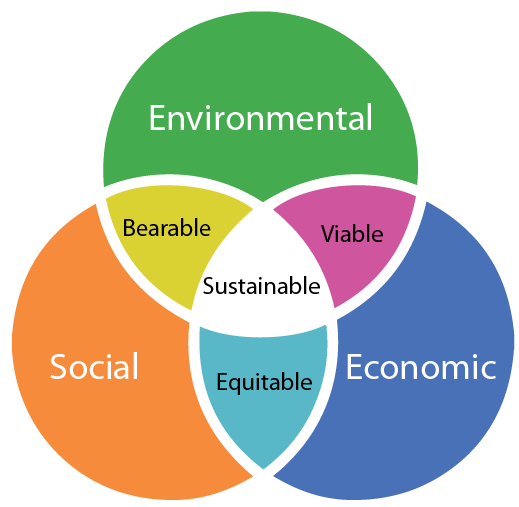 Environmental
Bearable
Viable
Sustainable
Social
Economic
Equitable